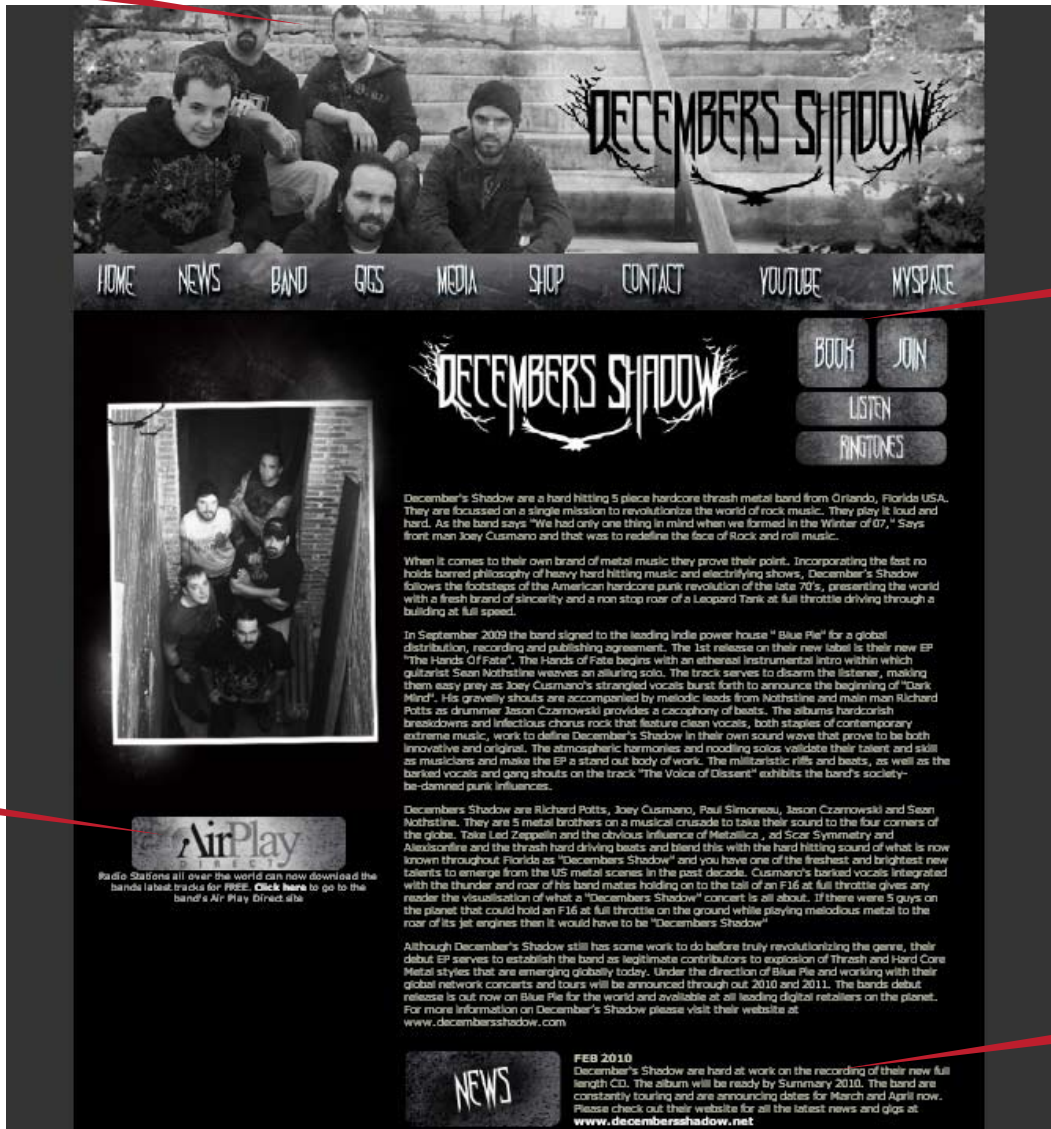 DECEMBERS SHADOW
HOME NEWS BAND GIGS MEDIA SHOP CONTACT YOUTUBE MYSPACE
DECEMBERS SHADOW
BOOK JOIN
LISTEN
RINGTONES
December's Shadow are a hard hitting 5 piece hardcore thrash metal band from Orlando, Florida USA.
They are focussed on a single mission to revolutionize the world of rock music. They play it loud and
hard. As the band says "We had only one thing in mind when we formed in the Winter of 07," Says
front man Joey Cusmano and that was to redefine the face of Rock and roll music.
When it comes to their own brand of metal music they prove their point. Incorporating the fast no
holds barred philosophy of heavy hard hitting music and electrifying shows, December's Shadow
follows the footsteps of the American hardcore punk revolution of the late 70's, presenting the world
with a fresh brand of sincerity and a non stop roar of a Leopard Tank at full throttle driving through a
building at full speed.
In September 2009 the band signed to the leading indie power house " Blue Pie" for a global
distribution, recording and publishing agreement. The 1st release on their new label is their new EP
"The Hands Of Fate". The Hands of Fate begins with an ethereal instrumental intro within which
guitarist Sean Nothstine weaves an alluring solo. The track serves to disarm the listener, making
them easy prey as Joey Cusmano's strangled vocals burst forth to announce the beginning of "Dark
Mind". His gravelly shouts are accompanied by melodic leads from Nothstine and main man Richard
Potts as drummer Jason Czarnowski provides a cacophony of beats. The albums hardcorish
breakdowns and infectious chorus rock that feature clean vocals, both staples of contemporary
extreme music, work to define December's Shadow in their own sound wave that prove to be both
innovative and original. The atmospheric harmonies and noodling solos validate their talent and skill
as musicians and make the EP a stand out body of work. The militaristic riffs and beats, as well as the
barked vocals and gang shouts on the track "The Voice of Dissent" exhibits the band's society-
be-damned punk influences.
Decembers Shadow are Richard Potts, Joey Cusmano, Paul Simoneau, Jason Czarnowski and Sean
Nothstine. They are 5 metal brothers on a musical crusade to take their sound to the four corners of
the globe. Take Led Zeppelin and the obvious influence of Metallica , ad Scar Symmetry and
Alexisonfire and the thrash hard driving beats and blend this with the hard hitting sound of what is now
known throughout Florida as "Decembers Shadow" and you have one of the freshest and brightest new
talents to emerge from the US metal scenes in the past decade. Cusmano's barked vocals integrated
with the thunder and roar of his band mates holding on to the tail of an F16 at full throttle gives any
reader the visualisation of what a "Decembers Shadow" concert is all about. If there were 5 guys on
the planet that could hold an F16 at full throttle on the ground while playing melodious metal to the
roar of its jet engines then it would have to be "Decembers Shadow"
Although December's Shadow still has some work to do before truly revolutionizing the genre, their
debut EP serves to establish the band as legitimate contributors to explosion of Thrash and Hard Core
Metal styles that are emerging globally today. Under the direction of Blue Pie and working with their
global network concerts and tours will be announced through out 2010 and 2011. The bands debut
release is out now on Blue Pie for the world and available at all leading digital retailers on the planet.
For more information on December's Shadow please visit their website at
www.decembersshadow.com
AirPlay
DIRECT
Radio Stations all over the world can now download the
bands latest tracks for FREE. Click here to go to the
band's Air Play Direct site
NEWS
FEB 2010
December's Shadow are hard at work on the recording of their new full
length CD. The album will be ready by Summary 2010. The band are
constantly touring and are announcing dates for March and April now.
Please check out their website for all the latest news and gigs at
www.decembersshadow.net